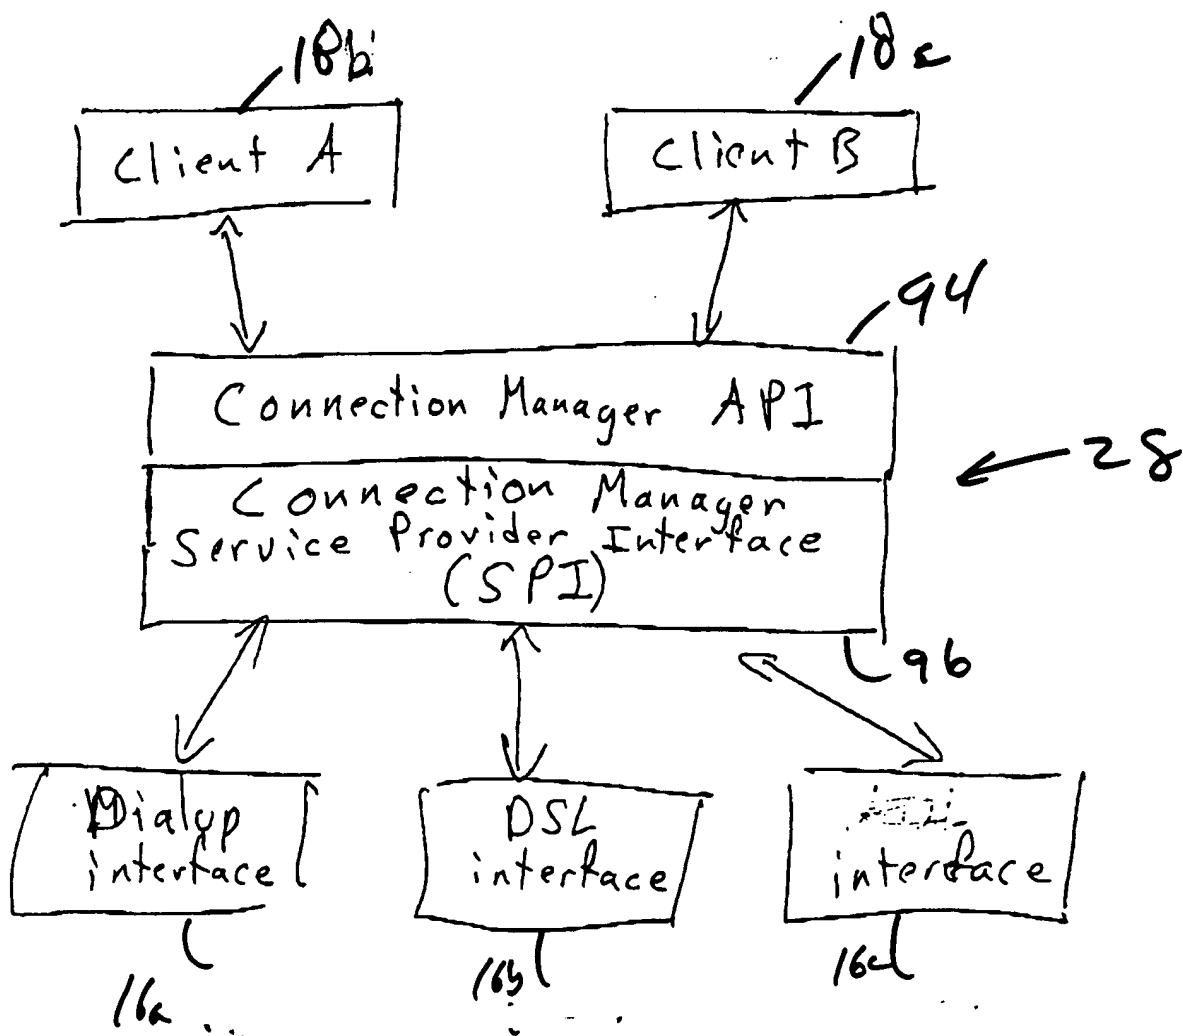 18b
18c
Client A
Client B
94
Connection Manager API
28
Connection Manager
Service Provider Interface
(SPI)
96
Dialup
interface
DSL
interface
interface
16a
16b
16c